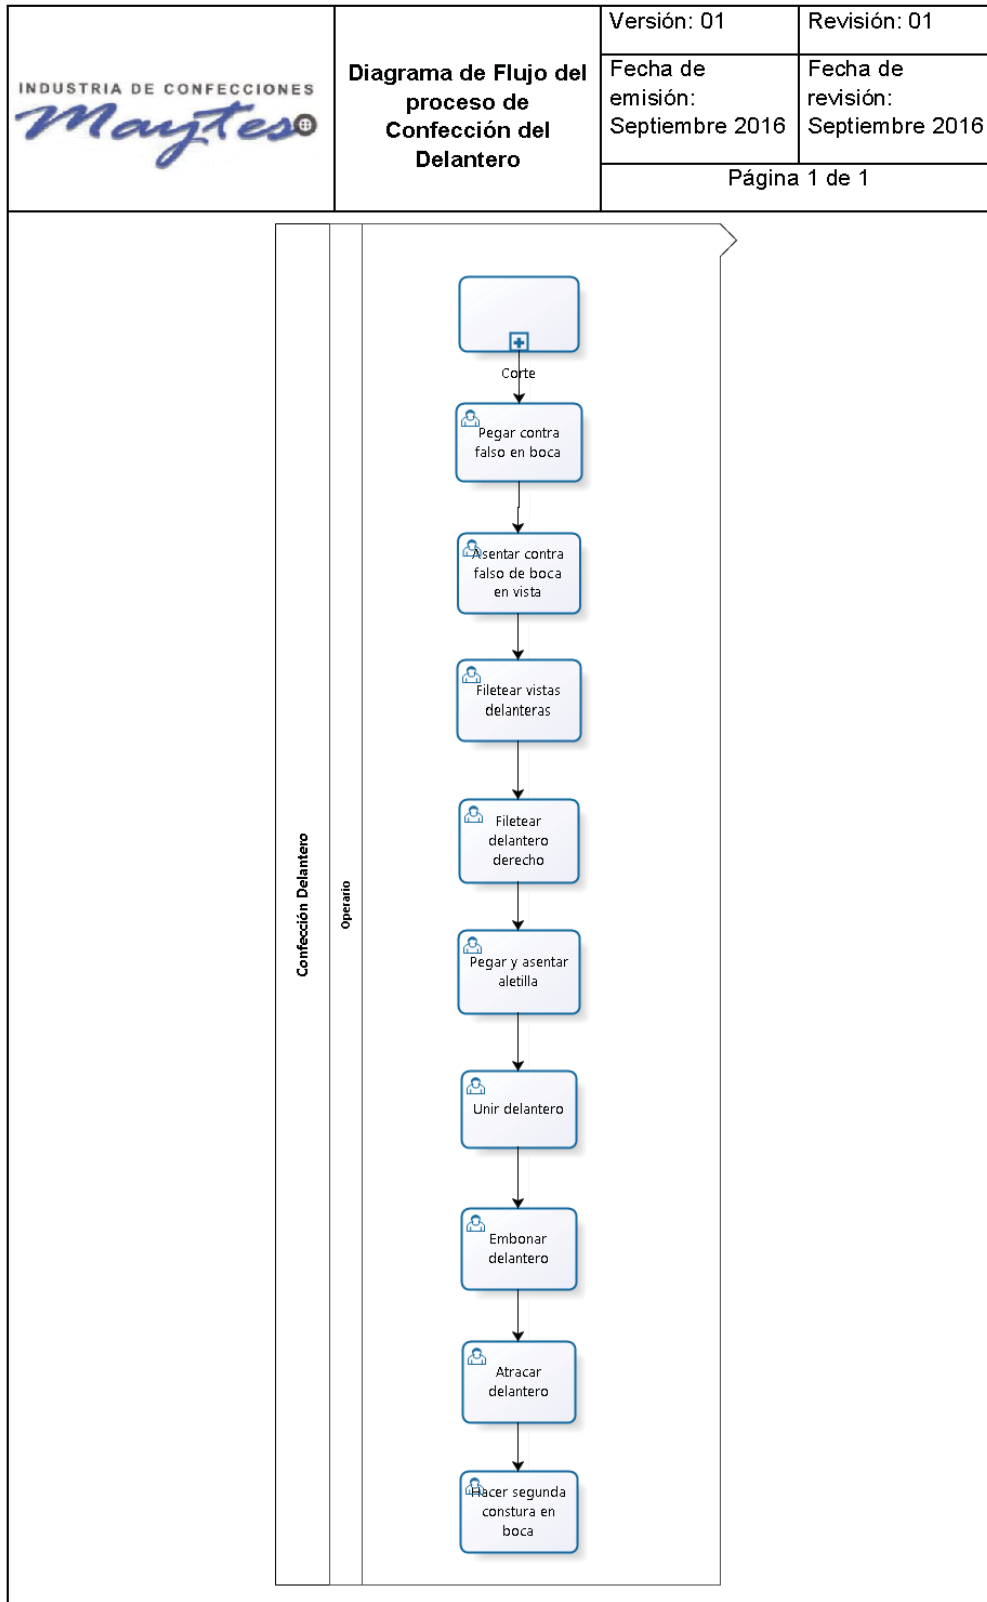 INDUSTRIA DE CONFECCIONES
Maytex
Diagrama de Flujo del
proceso de
Confección del
Delantero
Versión: 01
Revisión: 01
Fecha de
emisión:
Septiembre 2016
Fecha de
revisión:
Septiembre 2016
Página 1 de 1
Confección Delantero
Operario
Corte
Pegar contra
falso en boca
Asentar contra
falso de boca
en vista
Filetear vistas
delanteras
Filetear
delantero
derecho
Pegar y asentar
aletilla
Unir delantero
Embonar
delantero
Atracar
delantero
Hacer segunda
constura en
boca